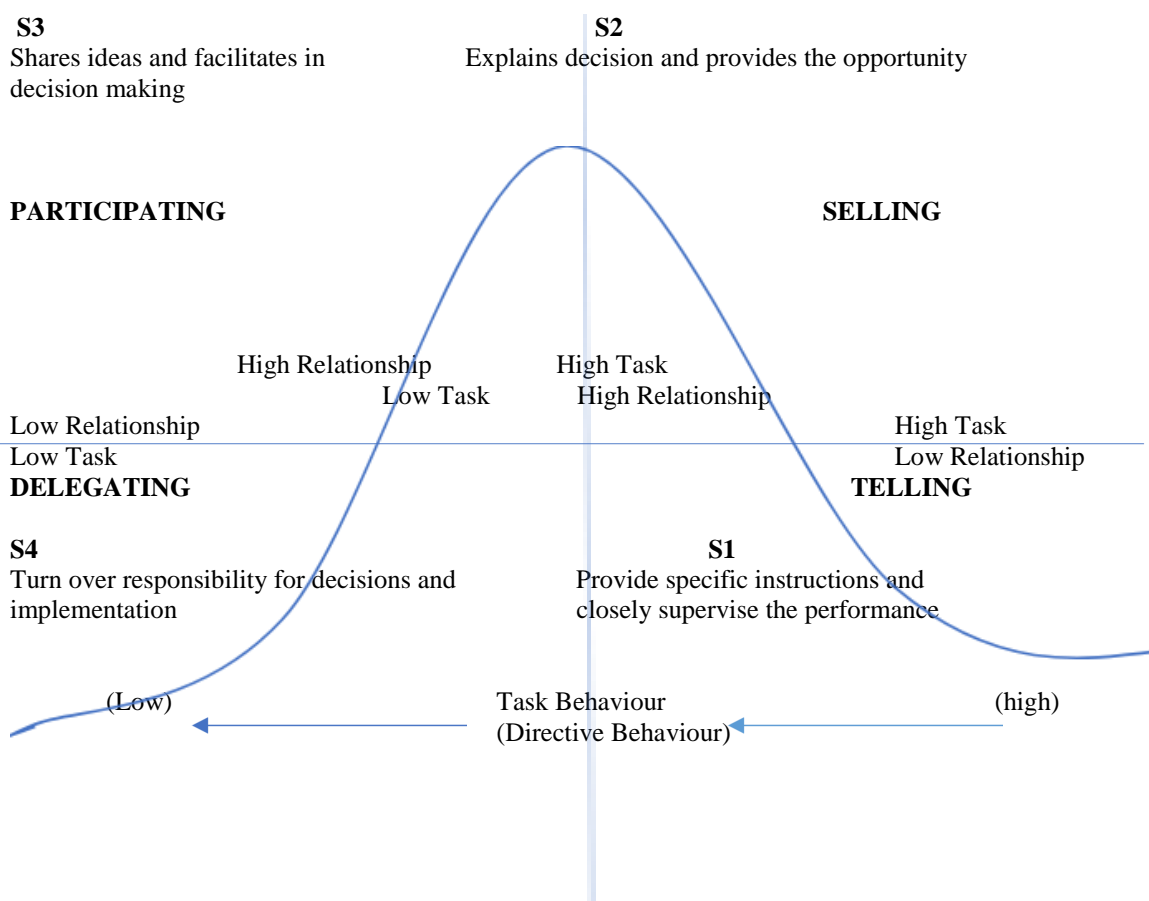 S3
S2
Shares ideas and facilitates in
decision making
Explains decision and provides the opportunity
PARTICIPATING
SELLING
High Relationship
Low Task
High Task
High Relationship
Low Relationship
Low Task
High Task
Low Relationship
DELEGATING
TELLING
S4
Turn over responsibility for decisions and
implementation
S1
Provide specific instructions and
closely supervise the performance
(Low)
Task Behaviour
(Directive Behaviour)
(high)